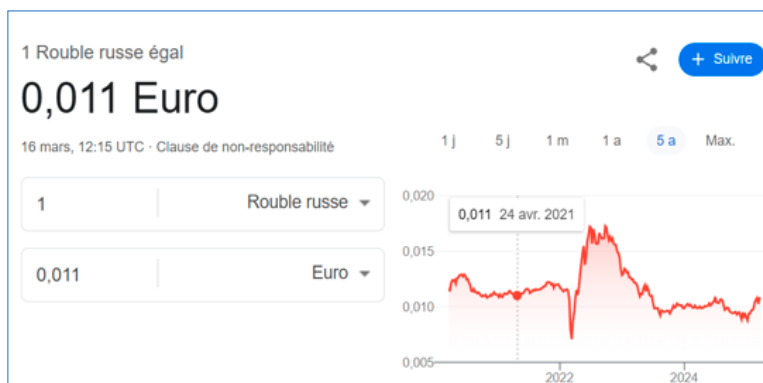 1 Rouble russe égal
0,011 Euro
+ Suivre
16 mars, 12:15 UTC · Clause de non-responsabilité
1 j 5 j 1 m 1 a 5 a Max.
1 Rouble russe
0,011 Euro
0,020
0,011 24 avr. 2021
0,015
0,010
0,005
2022 2024